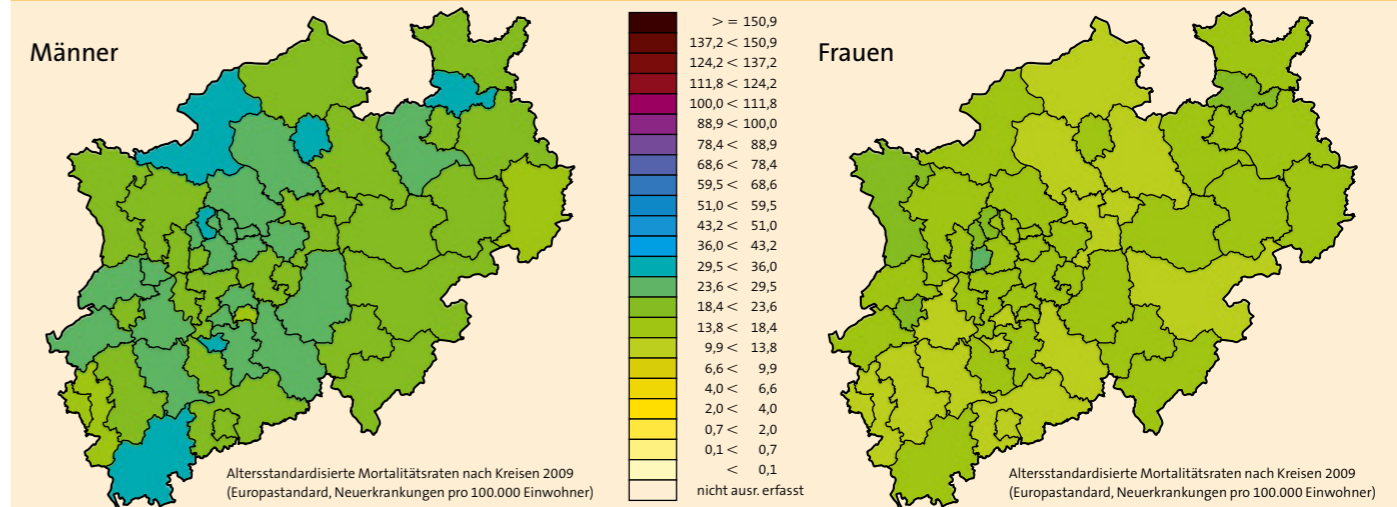 Männer
> = 150,9
137,2 < 150,9
124,2 < 137,2
111,8 < 124,2
100,0 < 111,8
88,9 < 100,0
78,4 < 88,9
68,6 < 78,4
59,5 < 68,6
51,0 < 59,5
43,2 < 51,0
36,0 < 43,2
29,5 < 36,0
23,6 < 29,5
18,4 < 23,6
13,8 < 18,4
9,9 < 13,8
6,6 < 9,9
4,0 < 6,6
2,0 < 4,0
0,7 < 2,0
0,1 < 0,7
< 0,1
nicht ausr. erfasst
Altersstandardisierte Mortalitätsraten nach Kreisen 2009
(Europastandard, Neuerkrankungen pro 100.000 Einwohner)
Frauen
Altersstandardisierte Mortalitätsraten nach Kreisen 2009
(Europastandard, Neuerkrankungen pro 100.000 Einwohner)